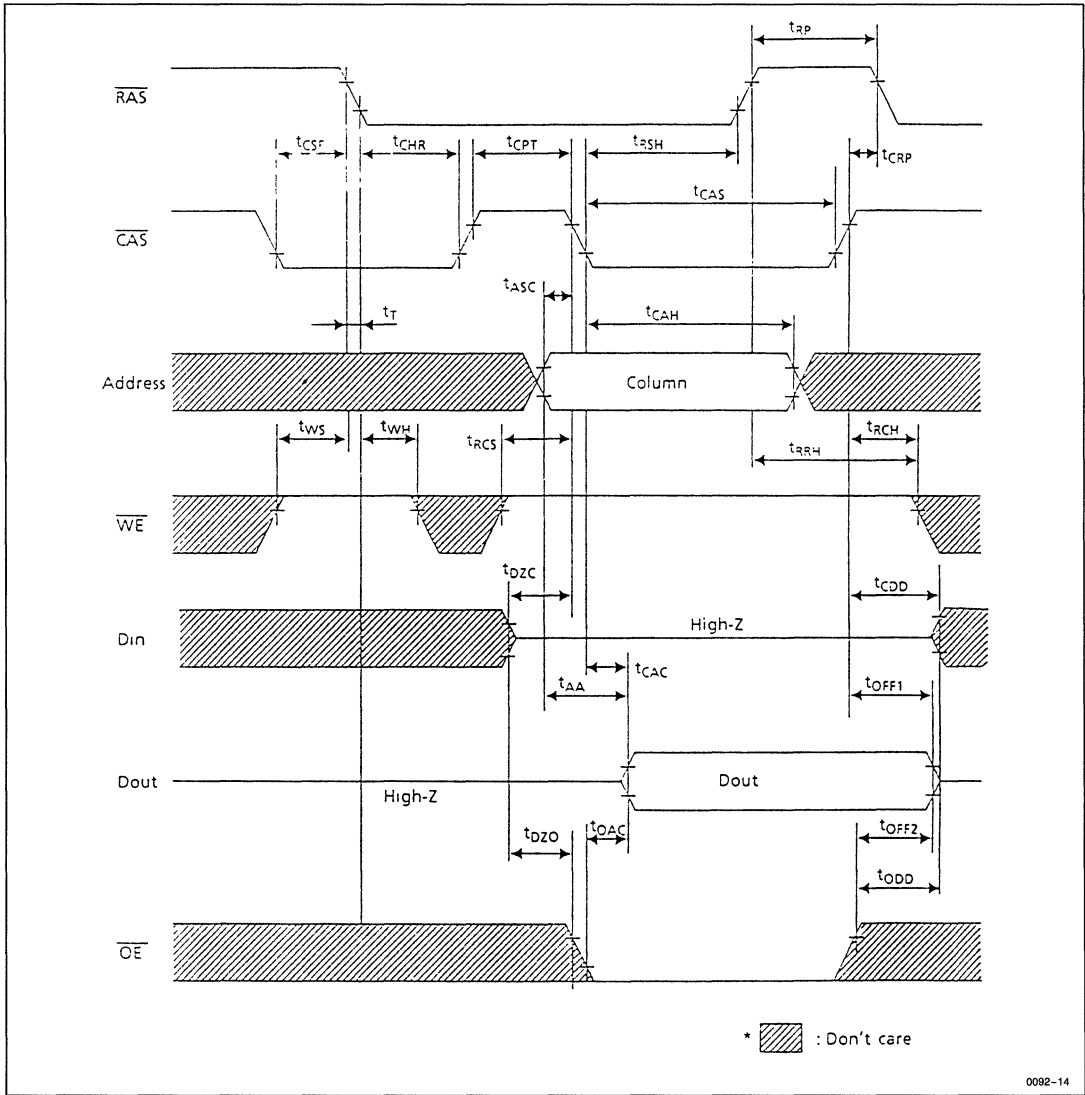 tRP
RAS
tCSF tCHR tCPT tRSH tCRP
tCAS
CAS
tASC
tT tCAH
Address Column
tWS tWH tRCS tRCH
tRRH
WE
tDZC tCDD
Din High-Z
tCAC
tAA tOFF1
Dout Dout
High-Z
tDZO tOAC tOFF2
tODD
OE
* : Don't care
0092-14